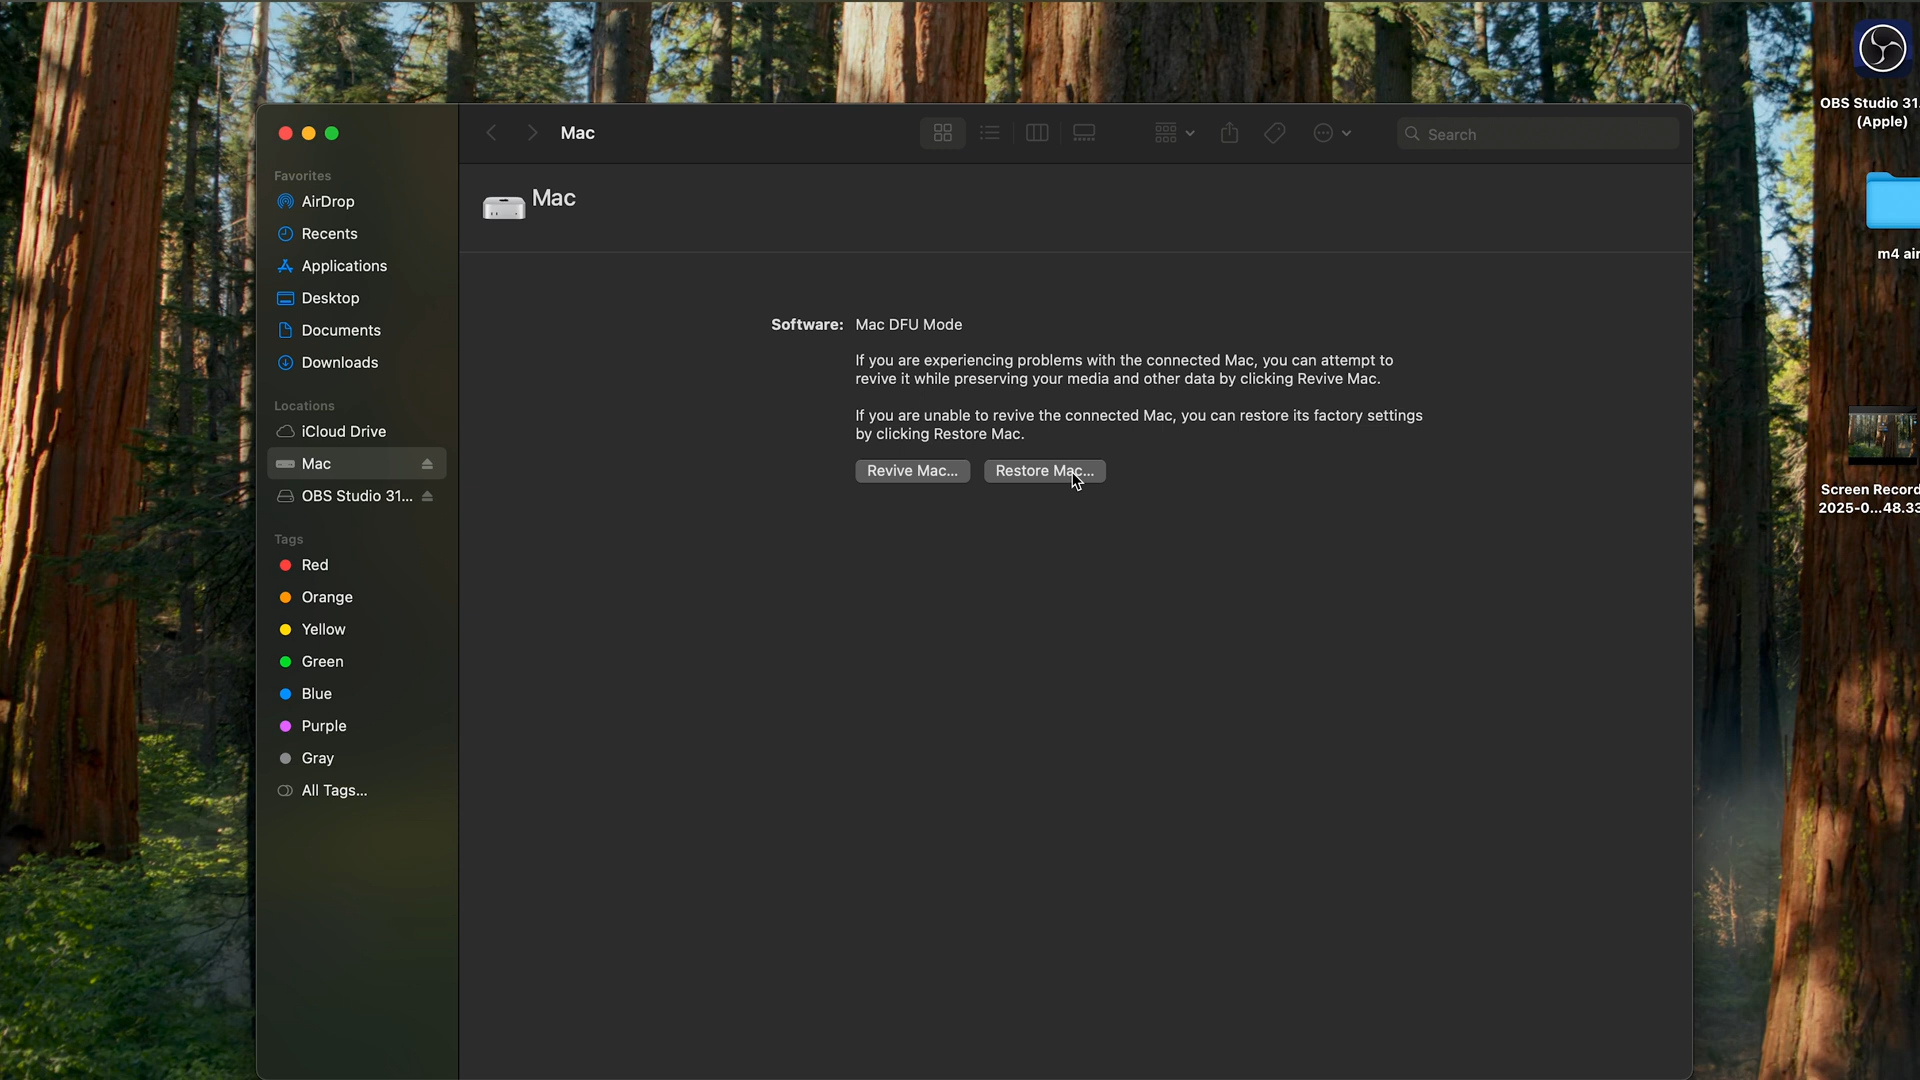 OBS Studio 31.
(Apple)
m4 air
Screen Record
2025-0...48.33
Mac
Search
Favorites
AirDrop
Recents
Applications
Desktop
Documents
Downloads
Locations
iCloud Drive
Mac
OBS Studio 31...
Tags
Red
Orange
Yellow
Green
Blue
Purple
Gray
All Tags...
Mac
Software: Mac DFU Mode
If you are experiencing problems with the connected Mac, you can attempt to
revive it while preserving your media and other data by clicking Revive Mac.
If you are unable to revive the connected Mac, you can restore its factory settings
by clicking Restore Mac.
Revive Mac...
Restore Mac...